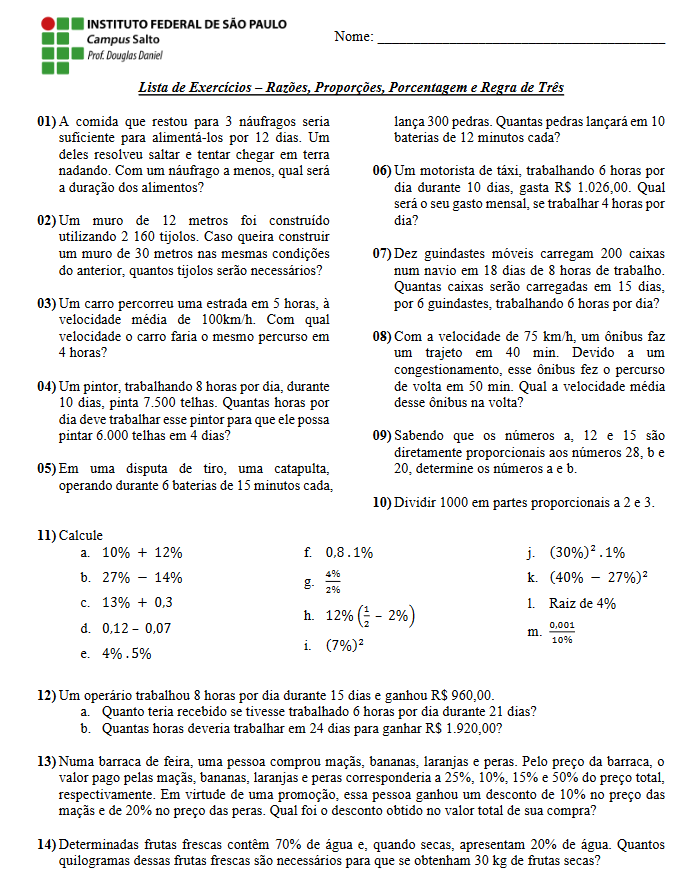 INSTITUTO FEDERAL DE SÃO PAULO
Campus Salto
Prof. Douglas Daniel
Nome: ________________________________________
Lista de Exercícios – Razões, Proporções, Porcentagem e Regra de Três
01) A comida que restou para 3 náufragos seria
suficiente para alimentá-los por 12 dias. Um
deles resolveu saltar e tentar chegar em terra
nadando. Com um náufrago a menos, qual será
a duração dos alimentos?
02) Um muro de 12 metros foi construído
utilizando 2 160 tijolos. Caso queira construir
um muro de 30 metros nas mesmas condições
do anterior, quantos tijolos serão necessários?
03) Um carro percorreu uma estrada em 5 horas, à
velocidade média de 100km/h. Com qual
velocidade o carro faria o mesmo percurso em
4 horas?
04) Um pintor, trabalhando 8 horas por dia, durante
10 dias, pinta 7.500 telhas. Quantas horas por
dia deve trabalhar esse pintor para que ele possa
pintar 6.000 telhas em 4 dias?
05) Em uma disputa de tiro, uma catapulta,
operando durante 6 baterias de 15 minutos cada,
lança 300 pedras. Quantas pedras lançará em 10
baterias de 12 minutos cada?
06) Um motorista de táxi, trabalhando 6 horas por
dia durante 10 dias, gasta R$ 1.026,00. Qual
será o seu gasto mensal, se trabalhar 4 horas por
dia?
07) Dez guindastes móveis carregam 200 caixas
num navio em 18 dias de 8 horas de trabalho.
Quantas caixas serão carregadas em 15 dias,
por 6 guindastes, trabalhando 6 horas por dia?
08) Com a velocidade de 75 km/h, um ônibus faz
um trajeto em 40 min. Devido a um
congestionamento, esse ônibus fez o percurso
de volta em 50 min. Qual a velocidade média
desse ônibus na volta?
09) Sabendo que os números a, 12 e 15 são
diretamente proporcionais aos números 28, b e
20, determine os números a e b.
10) Dividir 1000 em partes proporcionais a 2 e 3.
11) Calcule
a. 10% + 12%
b. 27% − 14%
c. 13% + 0,3
d. 0,12 – 0,07
e. 4% . 5%
f. 0,8 . 1%
g. 4%/2%
h. 12% (1/2 − 2%)
i. (7%)²
j. (30%)² . 1%
k. (40% − 27%)²
l. Raiz de 4%
m. 0,001/10%
12) Um operário trabalhou 8 horas por dia durante 15 dias e ganhou R$ 960,00.
a. Quanto teria recebido se tivesse trabalhado 6 horas por dia durante 21 dias?
b. Quantas horas deveria trabalhar em 24 dias para ganhar R$ 1.920,00?
13) Numa barraca de feira, uma pessoa comprou maçãs, bananas, laranjas e peras. Pelo preço da barraca, o
valor pago pelas maçãs, bananas, laranjas e peras corresponderia a 25%, 10%, 15% e 50% do preço total,
respectivamente. Em virtude de uma promoção, essa pessoa ganhou um desconto de 10% no preço das
maçãs e de 20% no preço das peras. Qual foi o desconto obtido no valor total de sua compra?
14) Determinadas frutas frescas contêm 70% de água e, quando secas, apresentam 20% de água. Quantos
quilogramas dessas frutas frescas são necessários para que se obtenham 30 kg de frutas secas?